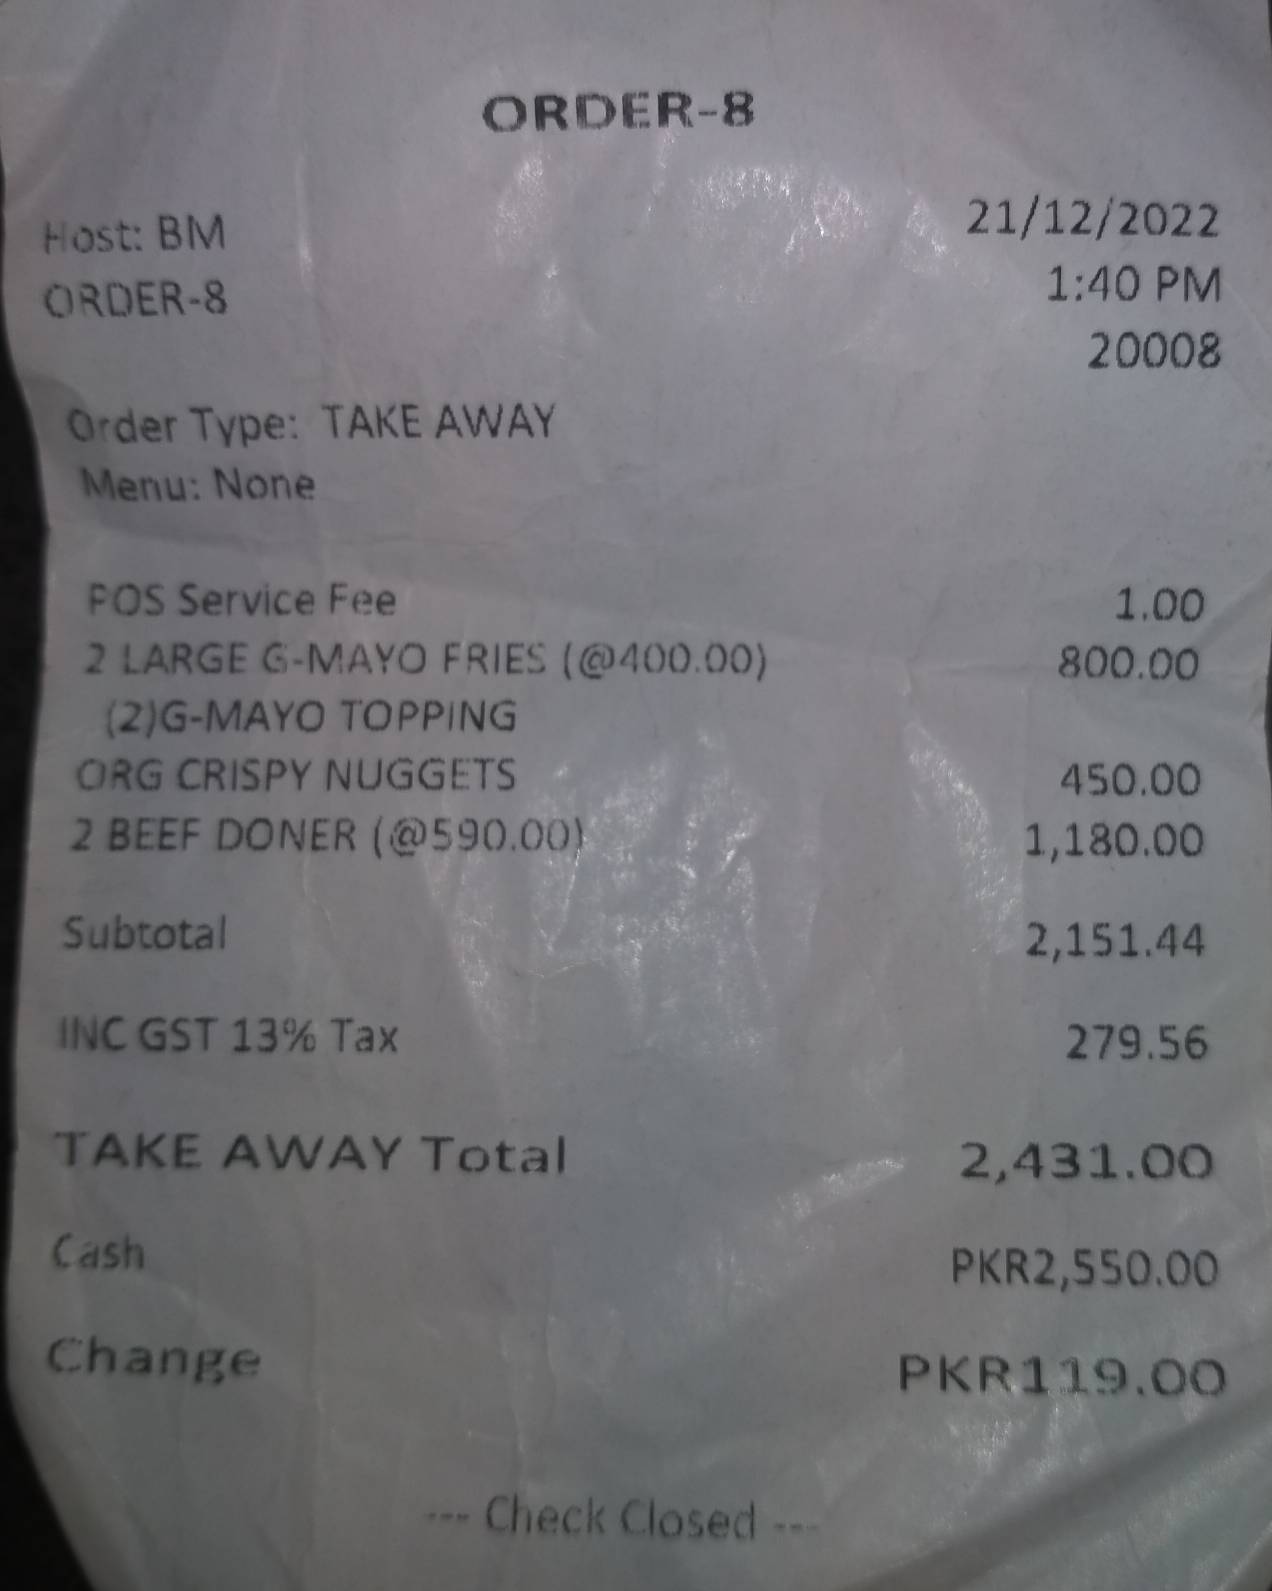 ORDER-8
Host: BM 21/12/2022
ORDER-8 1:40 PM
20008
Order Type: TAKE AWAY
Menu: None
POS Service Fee 1.00
2 LARGE G-MAYO FRIES (@400.00) 800.00
(2)G-MAYO TOPPING
ORG CRISPY NUGGETS 450.00
2 BEEF DONER (@590.00) 1,180.00
Subtotal 2,151.44
INC GST 13% Tax 279.56
TAKE AWAY Total 2,431.00
Cash PKR2,550.00
Change PKR119.00
--- Check Closed ---